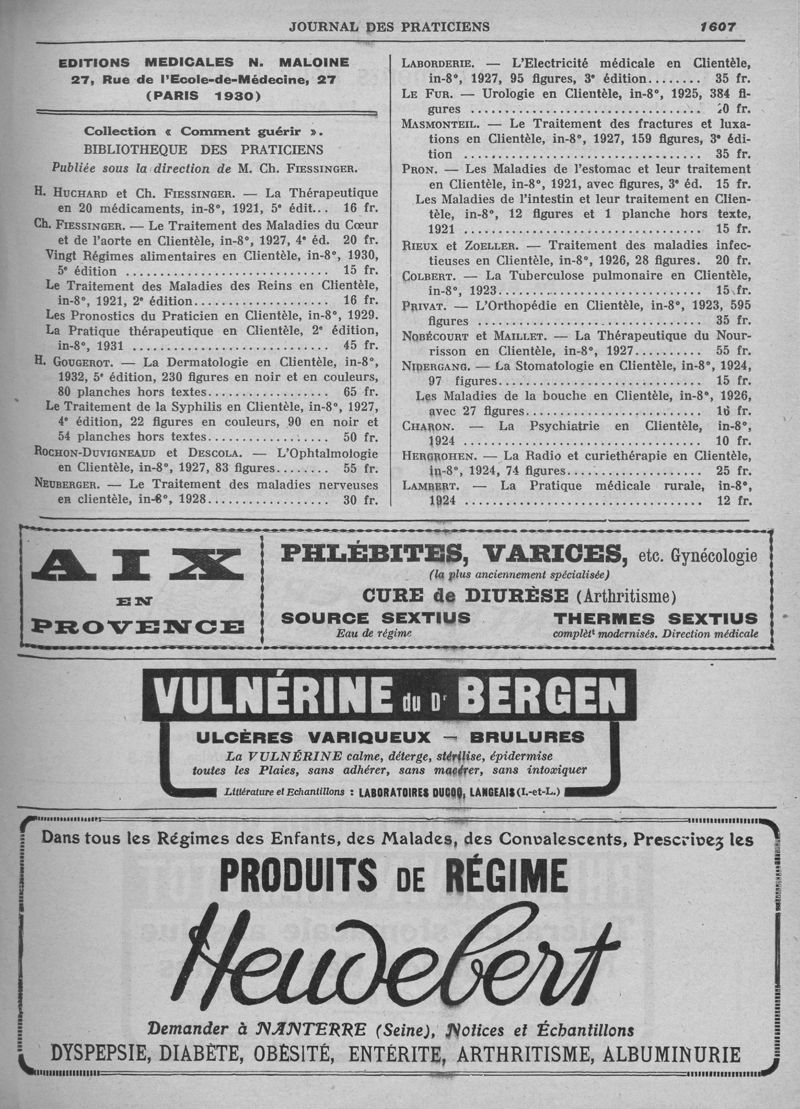 JOURNAL DES PRATICIENS 1607
EDITIONS MEDICALES N. MALOINE
27, Rue de l'Ecole-de-Médecine, 27
(PARIS 1930)
Collection « Comment guérir ».
BIBLIOTHEQUE DES PRATICIENS
Publiée sous la direction de M. Ch. FIESSINGER.
H. HUCHARD et Ch. FIESSINGER. — La Thérapeutique
en 20 médicaments, in-8°, 1921, 5e édit... 16 fr.
Ch. FIESSINGER. — Le Traitement des Maladies du Cœur
et de l'aorte en Clientèle, in-8°, 1927, 4e éd. 20 fr.
Vingt Régimes alimentaires en Clientèle, in-8°, 1930,
5e édition ................................ 15 fr.
Le Traitement des Maladies des Reins en Clientèle,
in-8°, 1921, 2e édition.................... 16 fr.
Les Pronostics du Praticien en Clientèle, in-8°, 1929.
La Pratique thérapeutique en Clientèle, 2e édition,
in-8°, 1931 ............................... 45 fr.
H. GOUGEROT. — La Dermatologie en Clientèle, in-8°,
1932, 5e édition, 230 figures en noir et en couleurs,
80 planches hors textes.................. 65 fr.
Le Traitement de la Syphilis en Clientèle, in-8°, 1927,
4e édition, 22 figures en couleurs, 90 en noir et
54 planches hors textes.................. 50 fr.
ROCHON-DUVIGNEAUD et DESCOLA. — L'Ophtalmologie
en Clientèle, in-8°, 1927, 83 figures........ 55 fr.
NEUBERGER. — Le Traitement des maladies nerveuses
en clientèle, in-8°, 1928.................. 30 fr.
LABORDERIE. — L'Electricité médicale en Clientèle,
in-8°, 1927, 95 figures, 3e édition........ 35 fr.
LE FUR. — Urologie en Clientèle, in-8°, 1925, 384 fi-
gures .................................. 0 fr.
MASMONTEIL. — Le Traitement des fractures et luxa-
tions en Clientèle, in-8°, 1927, 159 figures, 3e édi-
tion ................................... 35 fr.
PRON. — Les Maladies de l'estomac et leur traitement
en Clientèle, in-8°, 1921, avec figures, 3e éd. 15 fr.
Les Maladies de l'intestin et leur traitement en Clien-
tèle, in-8°, 12 figures et 1 planche hors texte,
1921 ................................... 15 fr.
RIEUX et ZOELLER. — Traitement des maladies infec-
tieuses en Clientèle, in-8°, 1926, 28 figures. 20 fr.
COLBERT. — La Tuberculose pulmonaire en Clientèle,
in-8°, 1923.............................. 15 fr.
PRIVAT. — L'Orthopédie en Clientèle, in-8°, 1923, 595
figures ................................. 35 fr.
NOBÉCOURT et MAILLET. — La Thérapeutique du Nour-
risson en Clientèle, in-8°, 1927.......... 55 fr.
NIDERGANG. — La Stomatologie en Clientèle, in-8°, 1924,
97 figures.............................. 15 fr.
Les Maladies de la bouche en Clientèle, in-8°, 1926,
avec 27 figures.......................... 16 fr.
CHARON. — La Psychiatrie en Clientèle, in-8°,
1924 ................................... 10 fr.
HERGROHEN. — La Radio et curiethérapie en Clientèle,
in-8°, 1924, 74 figures.................... 25 fr.
LAMBERT. — La Pratique médicale rurale, in-8°,
1924 ................................... 12 fr.
AIX
EN
PROVENCE
PHLÉBITES, VARICES, etc. Gynécologie
(la plus anciennement spécialisée)
CURE de DIURÈSE (Arthritisme)
SOURCE SEXTIUS THERMES SEXTIUS
Eau de régime complètt modernisés. Direction médicale
VULNÉRINE du Dr BERGEN
ULCÈRES VARIQUEUX — BRULURES
La VULNÉRINE calme, déterge, stérilise, épidermise
toutes les Plaies, sans adhérer, sans macérer, sans intoxiquer
Littérature et Echantillons : LABORATOIRES DUCOQ, LANGEAIS (I.-et-L.)
Dans tous les Régimes des Enfants, des Malades, des Convalescents, Prescrivez les
PRODUITS DE RÉGIME
Heudebert
Demander à NANTERRE (Seine), Notices et Échantillons
DYSPEPSIE, DIABÈTE, OBÉSITÉ, ENTÉRITE, ARTHRITISME, ALBUMINURIE